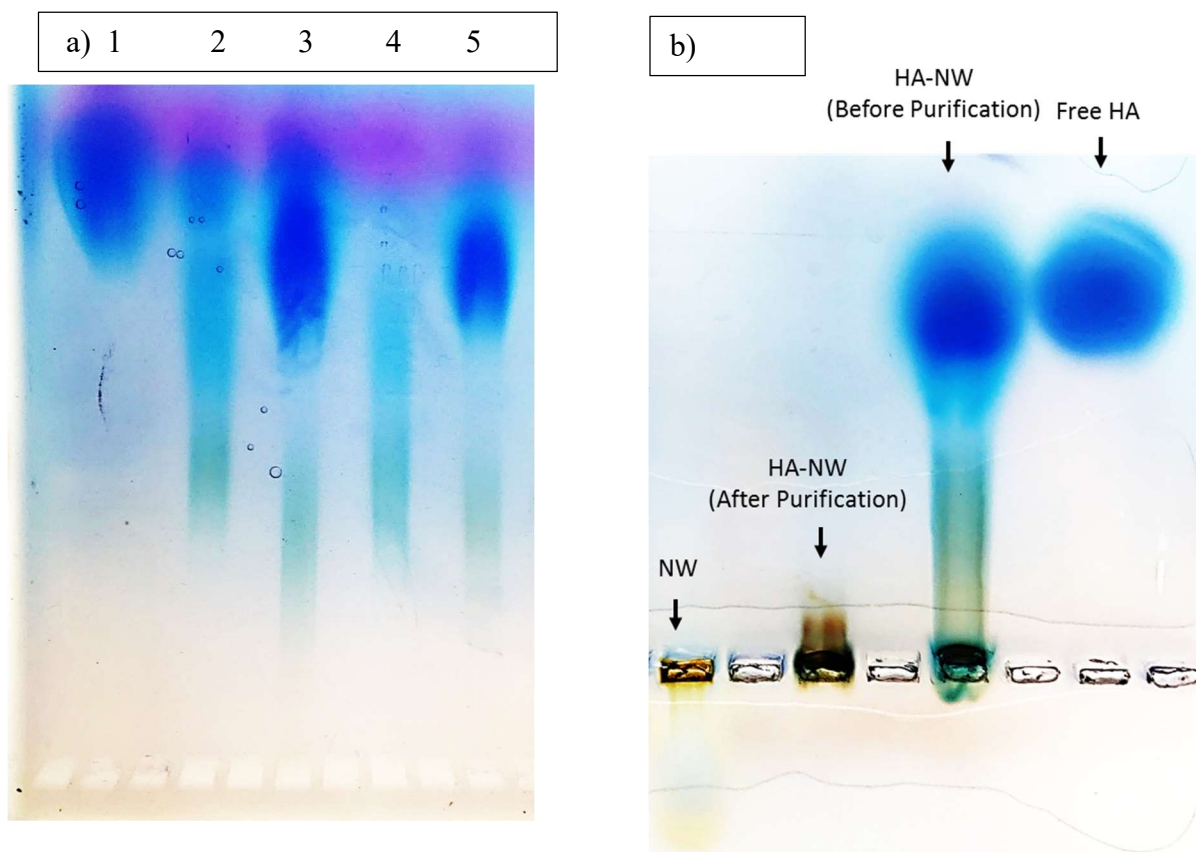 a) 1 2 3 4 5
b)
HA-NW
(Before Purification)
Free HA
HA-NW
(After Purification)
NW